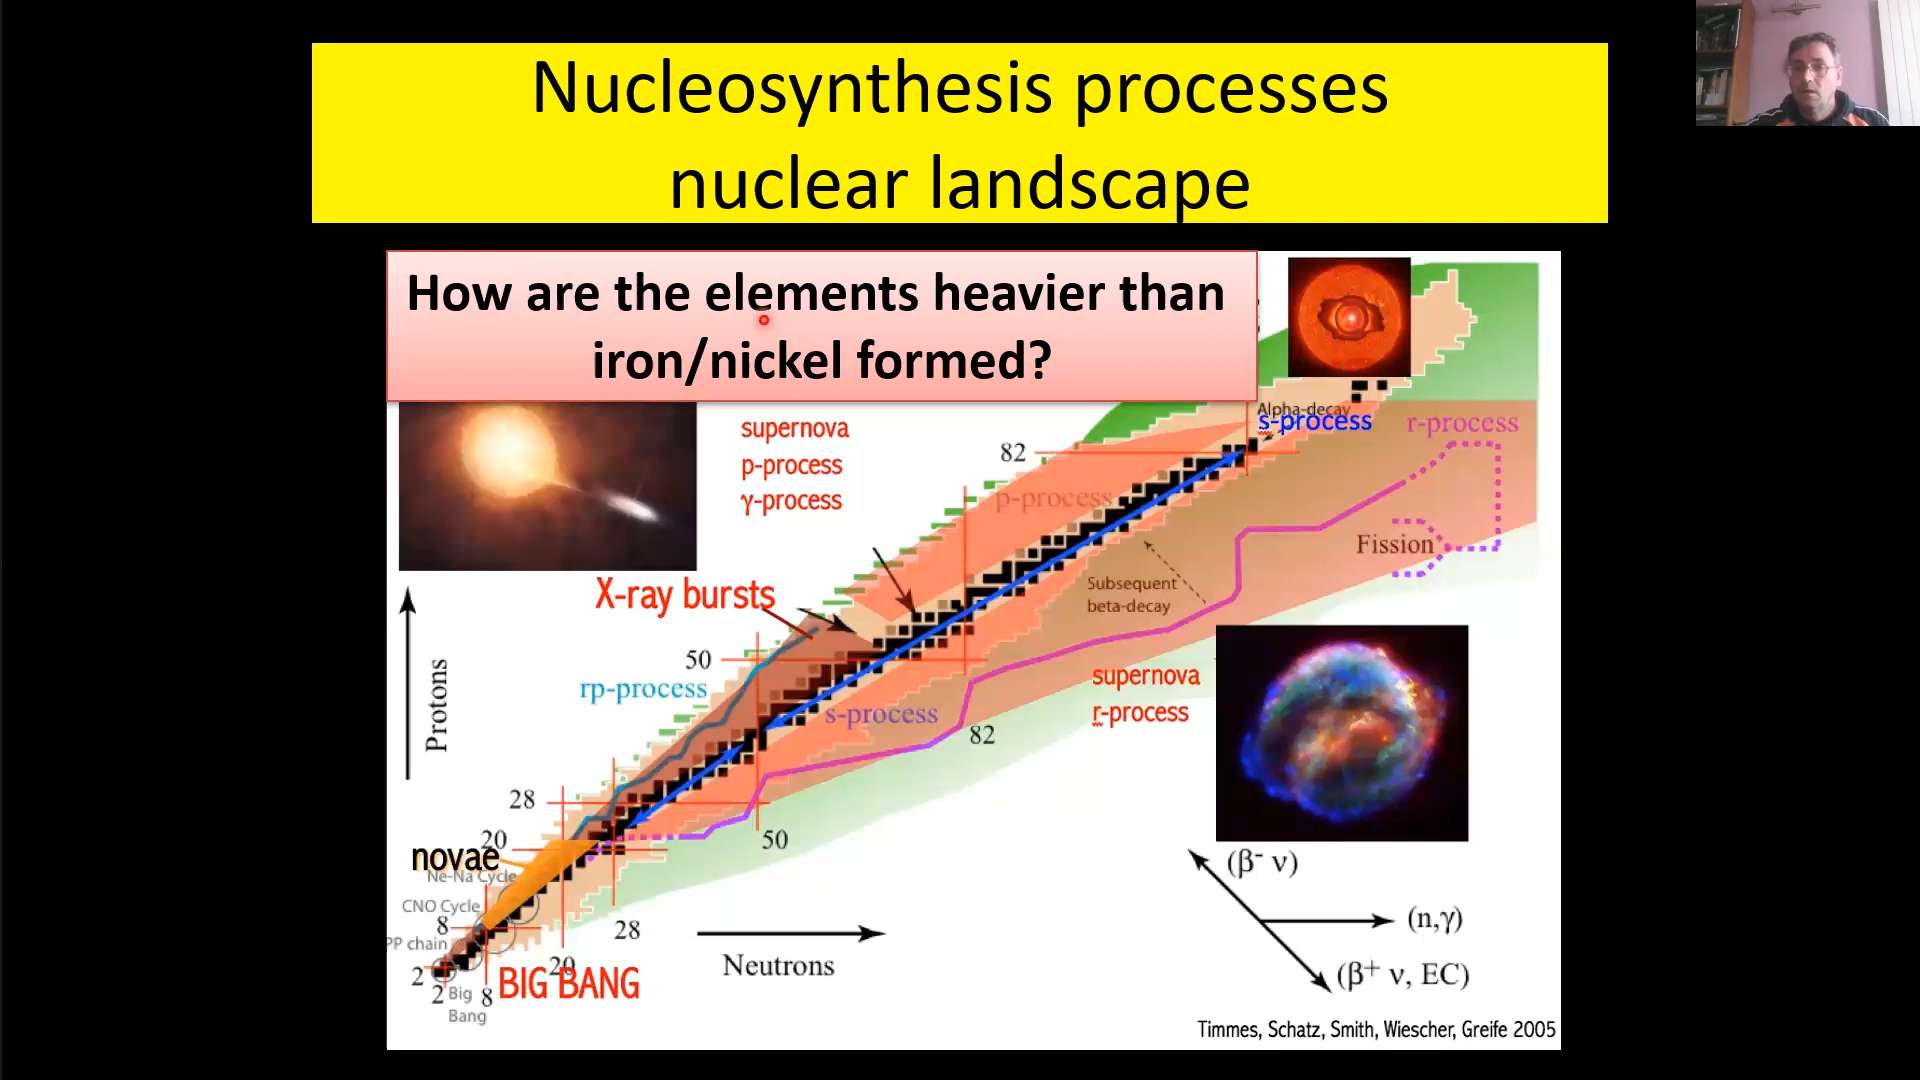 Nucleosynthesis processes
nuclear landscape
How are the elements heavier than
iron/nickel formed?
Alpha-decay
s-process
r-process
supernova
p-process
γ-process
82
p-process
Fission
Subsequent
beta-decay
X-ray bursts
50
rp-process
Protons
s-process
82
supernova
r-process
28
20
50
novae
Ne-Na Cycle
CNO Cycle
8
PP chain
2
2
Big
Bang
8
20
BIG BANG
28
Neutrons
(β⁻ ν)
(n,γ)
(β⁺ ν, EC)
Timmes, Schatz, Smith, Wiescher, Greife 2005